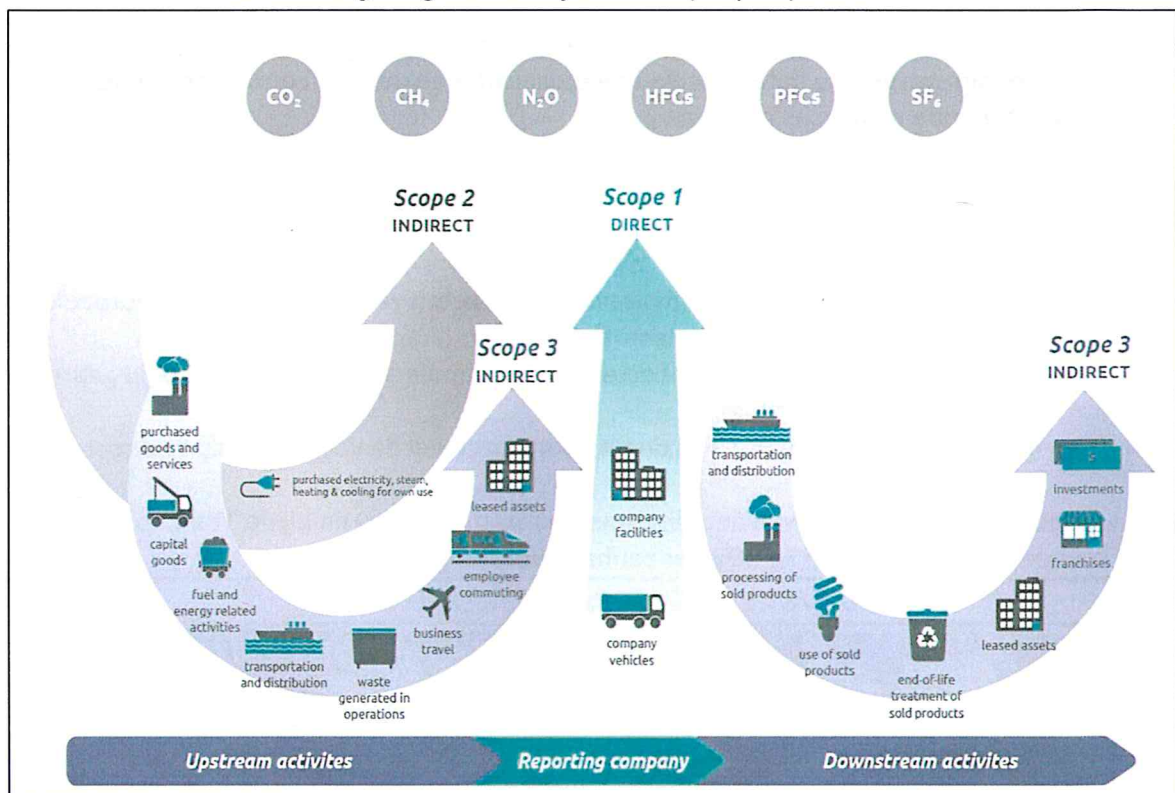 CO₂ CH₄ N₂O HFCs PFCs SF₆
Scope 2
INDIRECT
Scope 1
DIRECT
Scope 3
INDIRECT
Scope 3
INDIRECT
purchased
goods and
services
capital
goods
fuel and
energy related
activities
transportation
and distribution
waste
generated in
operations
business
travel
employee
commuting
leased assets
purchased electricity, steam,
heating & cooling for own use
company
facilities
company
vehicles
transportation
and distribution
processing of
sold products
use of sold
products
end-of-life
treatment of
sold products
leased assets
franchises
investments
Upstream activites
Reporting company
Downstream activites